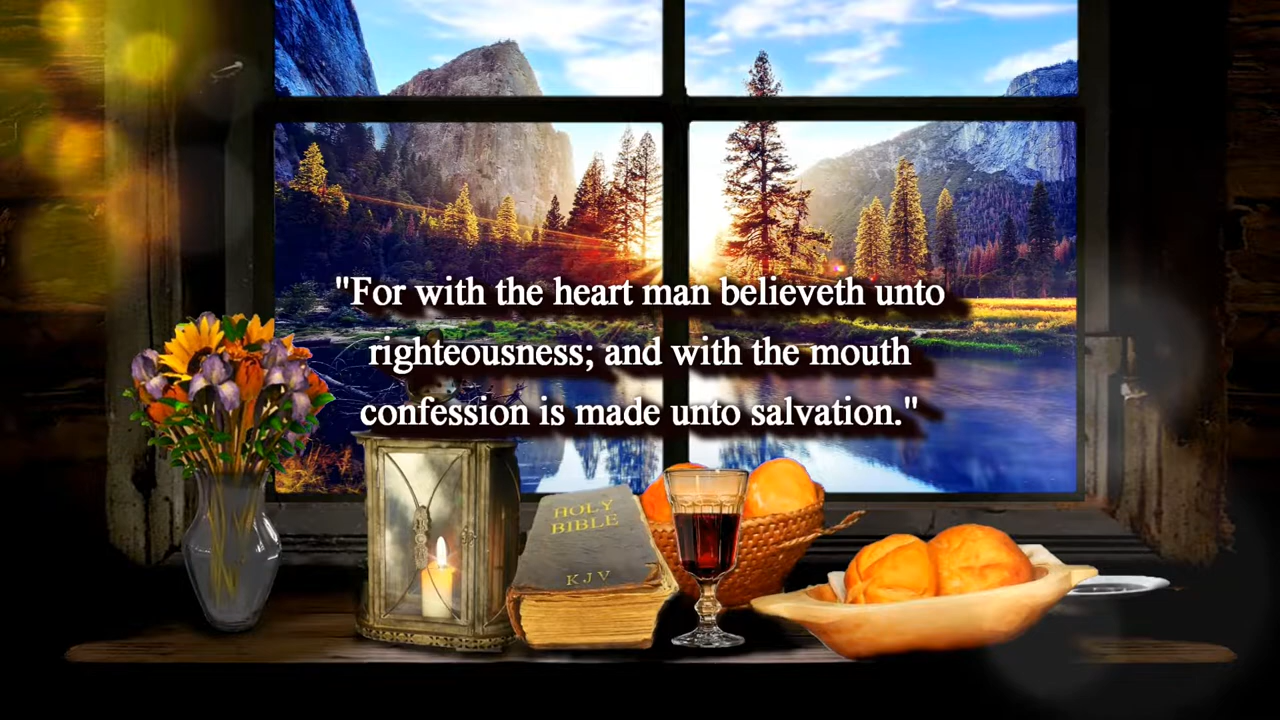 "For with the heart man believeth unto
righteousness; and with the mouth
confession is made unto salvation."
HOLY
BIBLE
KJV